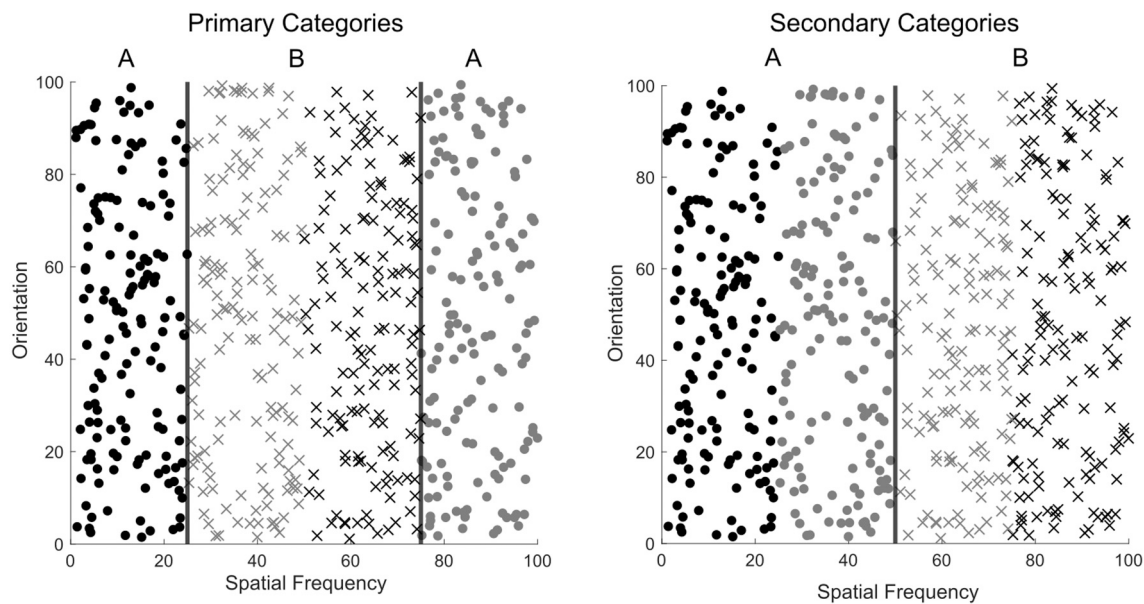 Primary Categories
A B A
100
80
60
40
20
0
Orientation
0 20 40 60 80 100
Spatial Frequency
Secondary Categories
A B
100
80
60
40
20
0
Orientation
0 20 40 60 80 100
Spatial Frequency